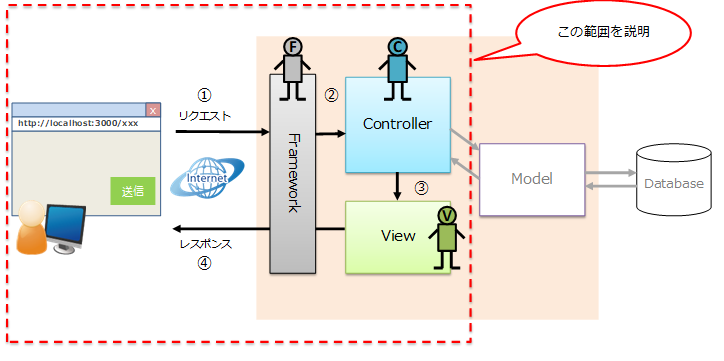 この範囲を説明
F
C
①
リクエスト
②
x
http://localhost:3000/xxx
送信
Internet
Framework
Controller
③
Model
Database
View
V
レスポンス
④